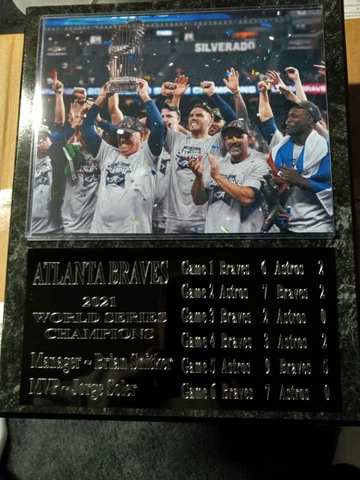 SILVERADO
ATLANTA BRAVES
2021
WORLD SERIES
CHAMPIONS
Manager -- Brian Snitker
MVP -- Jorge Soler
Game 1 Braves 6 Astros 2
Game 2 Astros 7 Braves 2
Game 3 Braves 2 Astros 0
Game 4 Braves 3 Astros 2
Game 5 Astros 9 Braves 5
Game 6 Braves 7 Astros 0